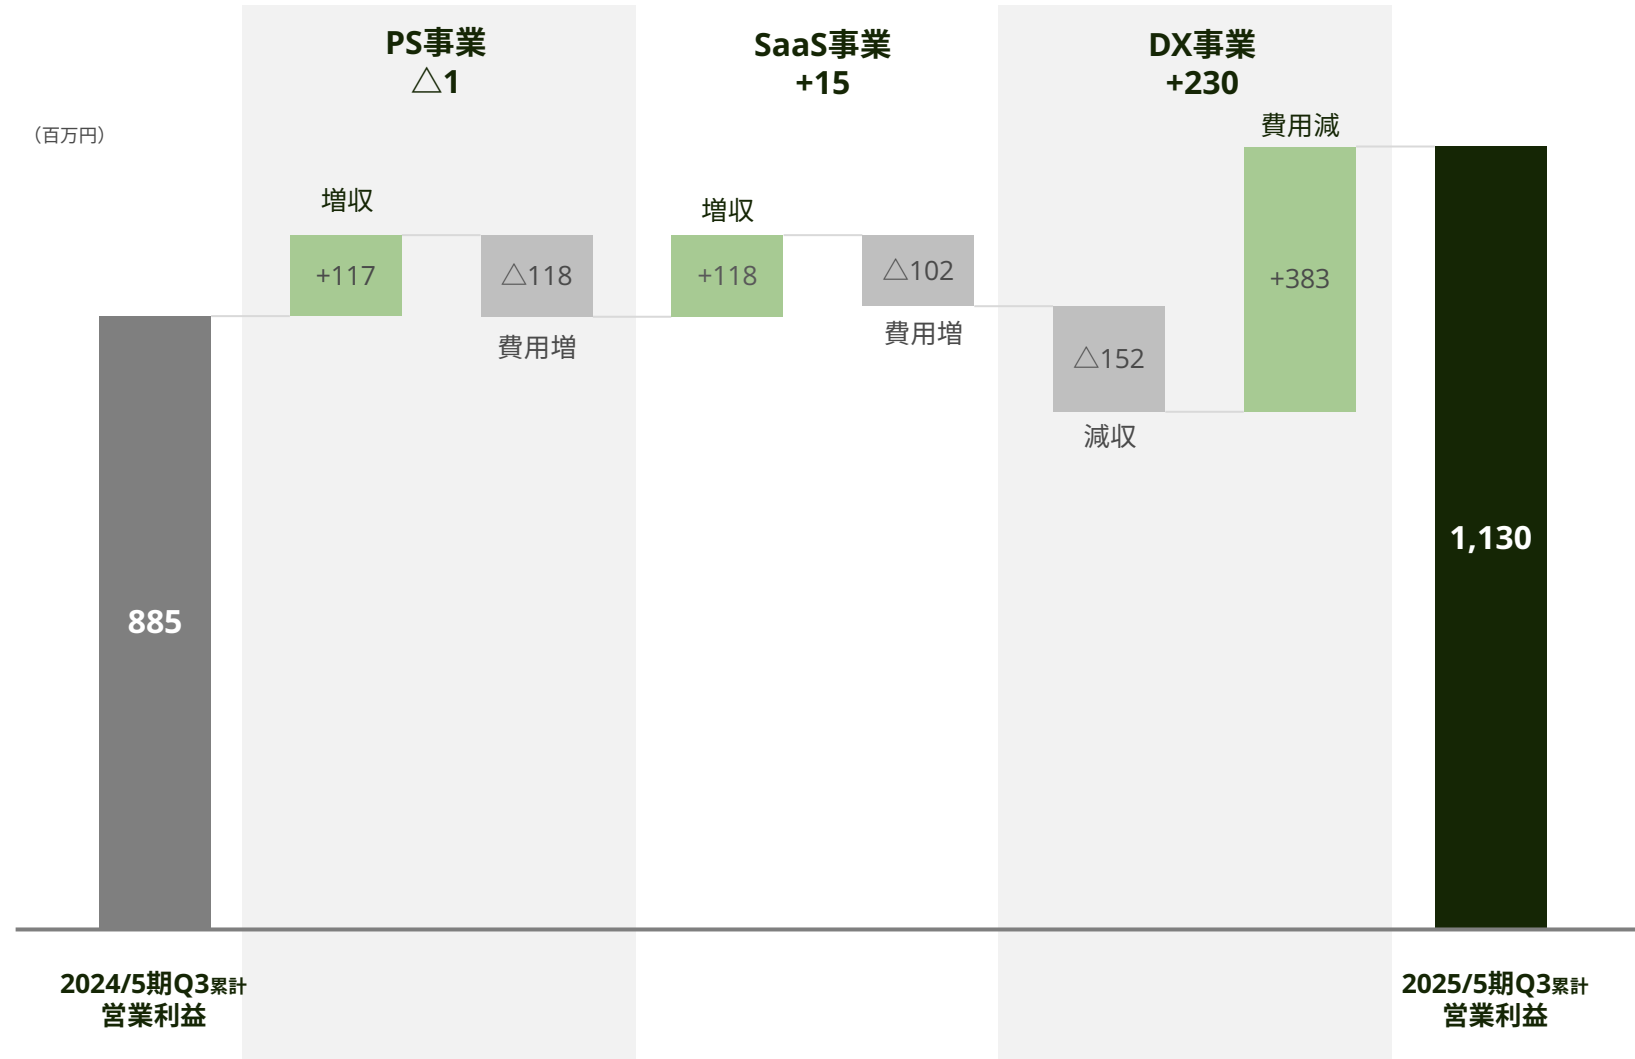 PS事業
△1
SaaS事業
+15
DX事業
+230
（百万円）
増収
+117
△118
費用増
増収
+118
△102
費用増
△152
減収
費用減
+383
885
1,130
2024/5期Q3累計
営業利益
2025/5期Q3累計
営業利益